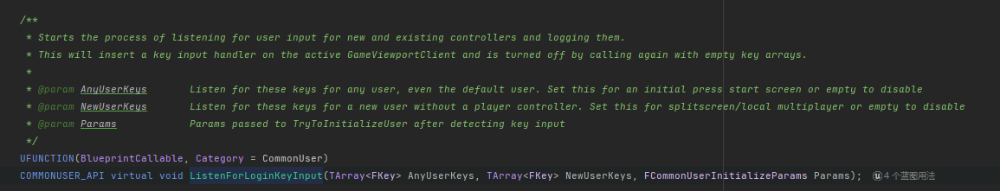 /**
 * Starts the process of listening for user input for new and existing controllers and logging them.
 * This will insert a key input handler on the active GameViewportClient and is turned off by calling again with empty key arrays.
 *
 * @param AnyUserKeys Listen for these keys for any user, even the default user. Set this for an initial press start screen or empty to disable
 * @param NewUserKeys Listen for these keys for a new user without a player controller. Set this for splitscreen/local multiplayer or empty to disable
 * @param Params Params passed to TryToInitializeUser after detecting key input
 */
UFUNCTION(BlueprintCallable, Category = CommonUser)
COMMONUSER_API virtual void ListenForLoginKeyInput(TArray<FKey> AnyUserKeys, TArray<FKey> NewUserKeys, FCommonUserInitializeParams Params); 4 个蓝图用法